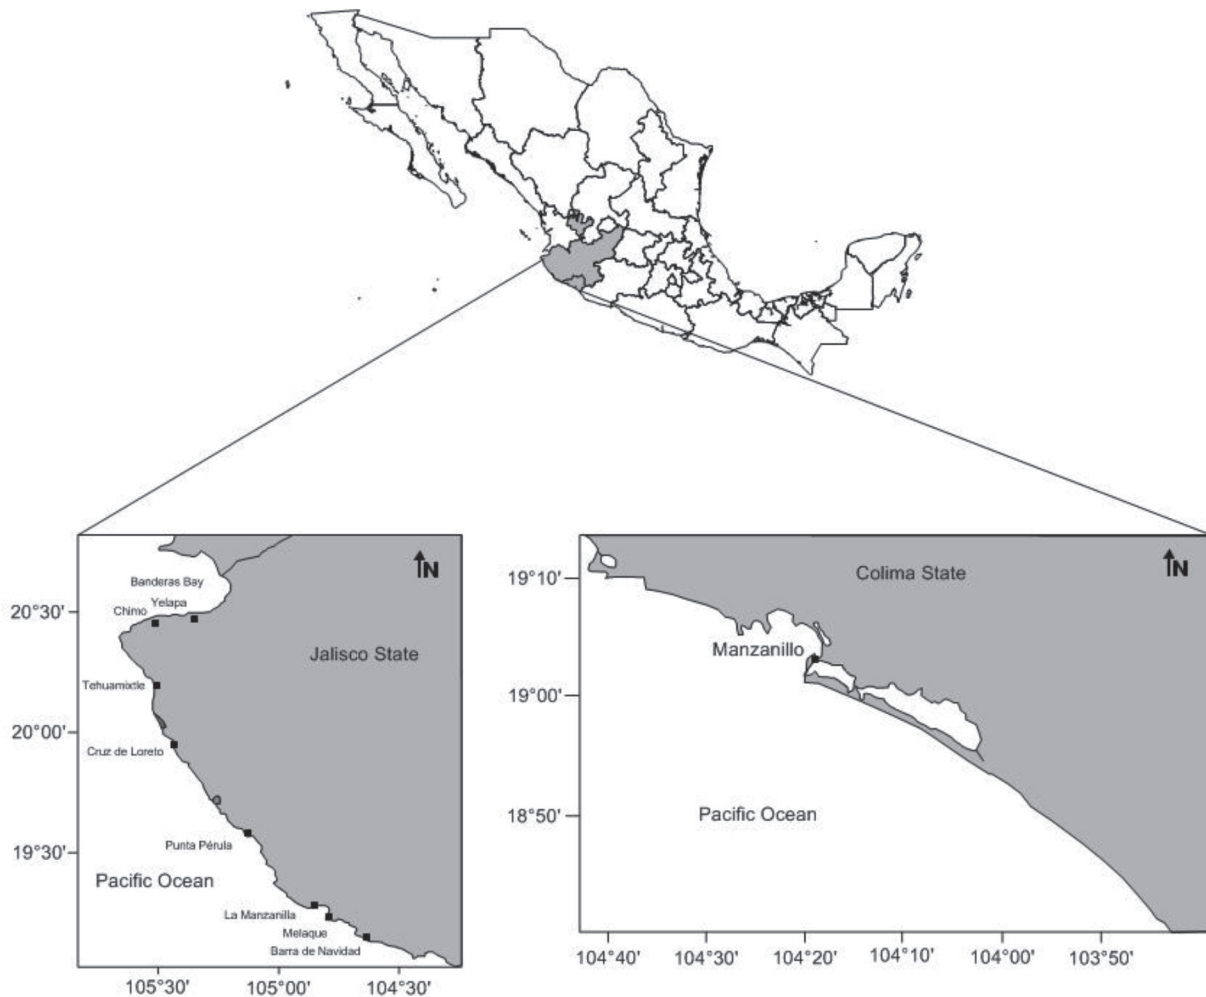 N
Banderas Bay
Yelapa
Chimo
20°30'
Jalisco State
Tehuamixtle
20°00'
Cruz de Loreto
Punta Pérula
19°30'
Pacific Ocean
La Manzanilla
Melaque
Barra de Navidad
105°30'
105°00'
104°30'
N
19°10'
Colima State
Manzanillo
19°00'
18°50'
Pacific Ocean
104°40'
104°30'
104°20'
104°10'
104°00'
103°50'